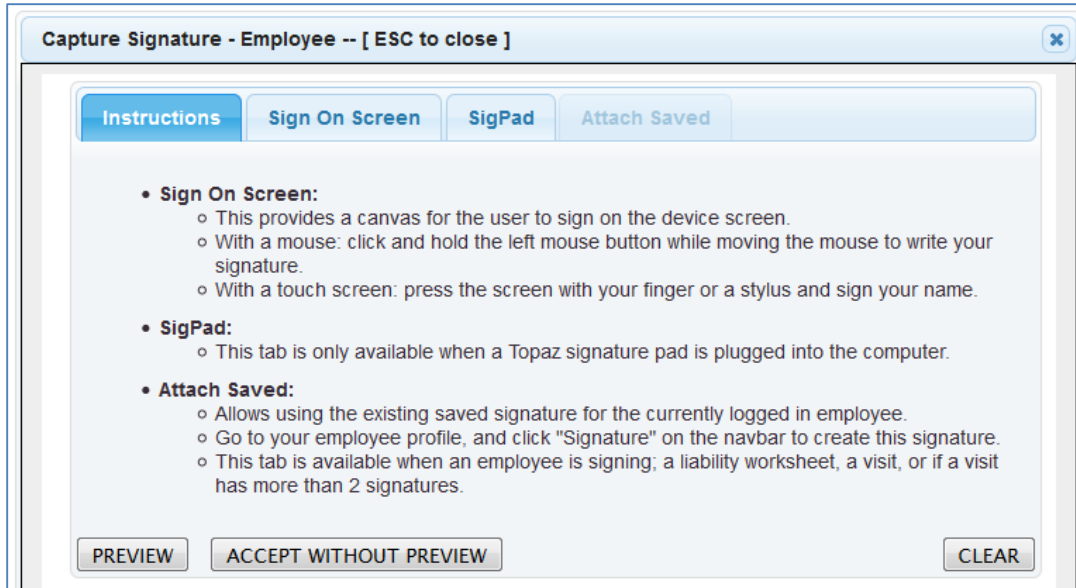 Capture Signature - Employee -- [ ESC to close ]
Instructions Sign On Screen SigPad Attach Saved
• Sign On Screen:
○ This provides a canvas for the user to sign on the device screen.
○ With a mouse: click and hold the left mouse button while moving the mouse to write your
signature.
○ With a touch screen: press the screen with your finger or a stylus and sign your name.
• SigPad:
○ This tab is only available when a Topaz signature pad is plugged into the computer.
• Attach Saved:
○ Allows using the existing saved signature for the currently logged in employee.
○ Go to your employee profile, and click "Signature" on the navbar to create this signature.
○ This tab is available when an employee is signing; a liability worksheet, a visit, or if a visit
has more than 2 signatures.
PREVIEW ACCEPT WITHOUT PREVIEW CLEAR